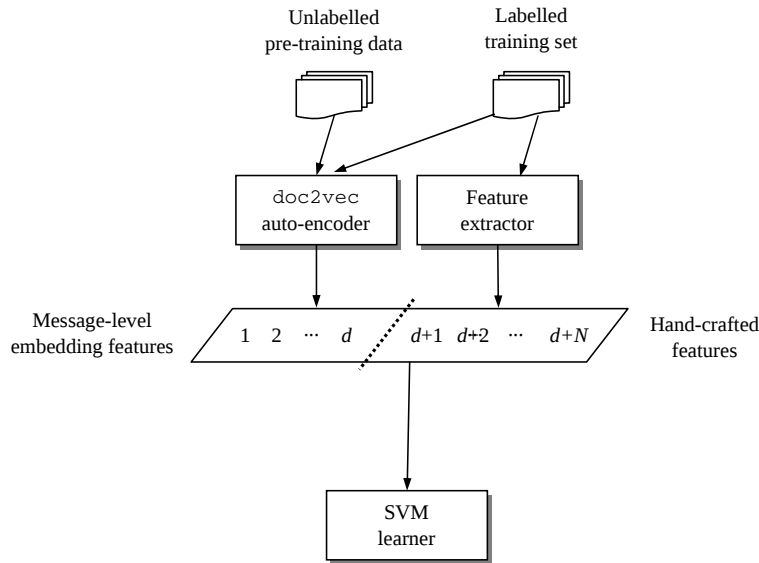 Unlabelled
pre-training data
Labelled
training set
doc2vec
auto-encoder
Feature
extractor
Message-level
embedding features
1 2 ··· d d+1 d+2 ··· d+N
Hand-crafted
features
SVM
learner